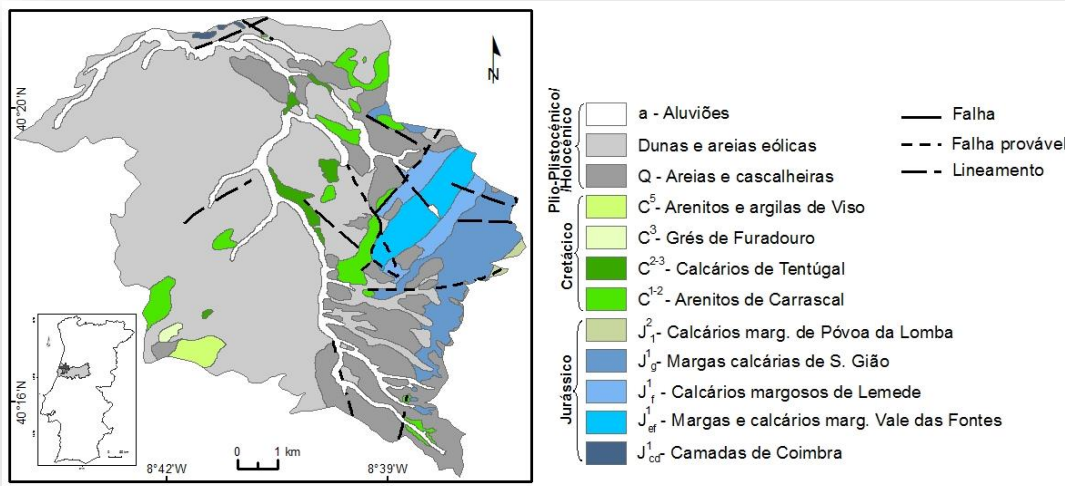 N
40°20'N
40°16'N
8°42'W
8°39'W
0 1 km
Plio-Plistocénico/
/Holocénico
a - Aluviões
Dunas e areias eólicas
Q - Areias e cascalheiras
Cretácico
C⁵- Arenitos e argilas de Viso
C³- Grés de Furadouro
C²⁻³- Calcários de Tentúgal
C¹⁻²- Arenitos de Carrascal
Jurássico
J²₁- Calcários marg. de Póvoa da Lomba
J¹g- Margas calcárias de S. Gião
J¹f - Calcários margosos de Lemede
J¹ef- Margas e calcários marg. Vale das Fontes
J¹cd- Camadas de Coimbra
Falha
Falha provável
Lineamento